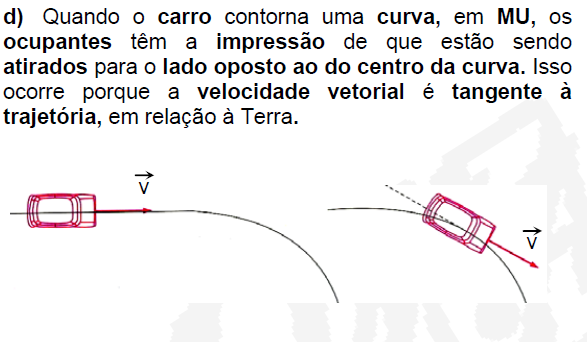 d) Quando o carro contorna uma curva, em MU, os
ocupantes têm a impressão de que estão sendo
atirados para o lado oposto ao do centro da curva. Isso
ocorre porque a velocidade vetorial é tangente à
trajetória, em relação à Terra.
V
V